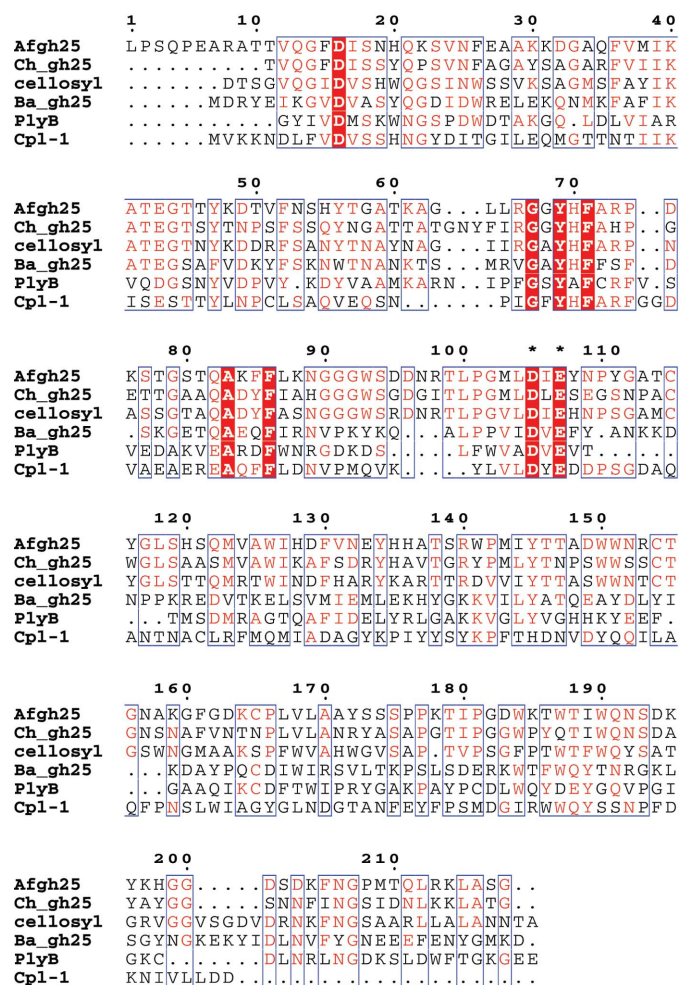 1 10 20 30 40
Afgh25 LPSQPEARATTVQGFDISNHQKSVNFEAAKKDGAQFVMIK
Ch_gh25 ..........TVQGFDISSYQPSVNFAGAYSAGARFVIIK
cellosyl .......DTSGVQGIDVSHWQGSINWSSVKSAGMSFAYIK
Ba_gh25 ......MDRYEIKGVDVASYQGDIDWRELEKQNMKFAFIK
PlyB ............GYIVDMSKWNGSPDWDTAKGQ.LDLVIAR
Cpl-1 ......MVKKNDLFVDVSSHNGYDITGILEQMGTTNTIIK
50 60 70
Afgh25 ATEGTTYKDTVFNSHYTGATKAG...LLRGGYHFARP..D
Ch_gh25 ATEGTSYTNPSFSSQYNGATTATGNYFIRGGYHFAHP..G
cellosyl ATEGTNYKDDRFSANYTNAYNAG...IIRGAYHFARP..N
Ba_gh25 ATEGSAFVDKYFSKNWTNANKTS...MRVGAYHFFSF..D
PlyB VQDGSNYVDPVY.KDYVAAMKARN..IPFGSYAFCRFV.S
Cpl-1 ISESTTYLNPCLSAQVEQSN.....PIGFYHFARFGGD
80 90 100 * * 110
Afgh25 KSTGSTQAKFFLKNGGGWSDDNRTLPGMLDIEYNPYGATC
Ch_gh25 ETTGAAQADYFIAHGGGWSGDGITLPGMLDLESEGSNPAC
cellosyl ASSGTAQADYFASNGGGWSRDNRTLPGVLDIEHNPSGAMC
Ba_gh25 .SKGETQAEQFIRNVPKYKQ...ALPPVIDVEFY.ANKKD
PlyB VEDAKVEARDFWNRGDKDS....LFWVADVEVT.......
Cpl-1 VAEAEREAQFFLDNVPMQVK....YLVLDYEDDPSGDAQ
120 130 140 150
Afgh25 YGLSHSQMVAWIHDFVNEYHHATSRWPMIYTTADWWNRCT
Ch_gh25 WGLSAASMVAWIKAFSDRYHAVTGRYPMLYTNPSWWSSCT
cellosyl YGLSTTQMRTWINDFHARYKARTTRDVVIYTTASWWNTCT
Ba_gh25 NPPKREDVTKELSVMIEMLEKHYGKKVILYATQEAYDLYI
PlyB ...TMSDMRAGTQAFIDELYRLGAKKVGLYVGHHKYEEF.
Cpl-1 ANTNACLRFMQMIADAGYKPIYYSYKPFTHDNVDYQQILA
160 170 180 190
Afgh25 GNAKGFGDKCPLVLAAYSSSPPKTIPGDWKTWTIWQNSDK
Ch_gh25 GNSNAFVNTNPLVLANRYASAPGTIPGGWPYQTIWQNSDA
cellosyl GSWNGMAAKSPFWVAHWGVSAP.TVPSGFPTWTFWQYSAT
Ba_gh25 ...KDAYPQCDIWIRSVLTKPSLSDERKWTFWQYTNRGKL
PlyB ...GAAQIKCDFTWIPRYGAKPAYPCDLWQYDEYGQVPGI
Cpl-1 QFPNSLWIAGYGLNDGTANFEYFPSMDGIRWWQYSSNPFD
200 210
Afgh25 YKHGG.....DSDKFNGPMTQLRKLASG..
Ch_gh25 YAYGG.....SNNFINGSIDNLKKLATG..
cellosyl GRVGGVSGDVDRNKFNGSAARLLALANNTA
Ba_gh25 SGYNGKEKYIDLNVFYGNEEEFENYGMKD.
PlyB GKC.......DLNRLNGDKSLDWFTGKGEE
Cpl-1 KNIVLLDD......................